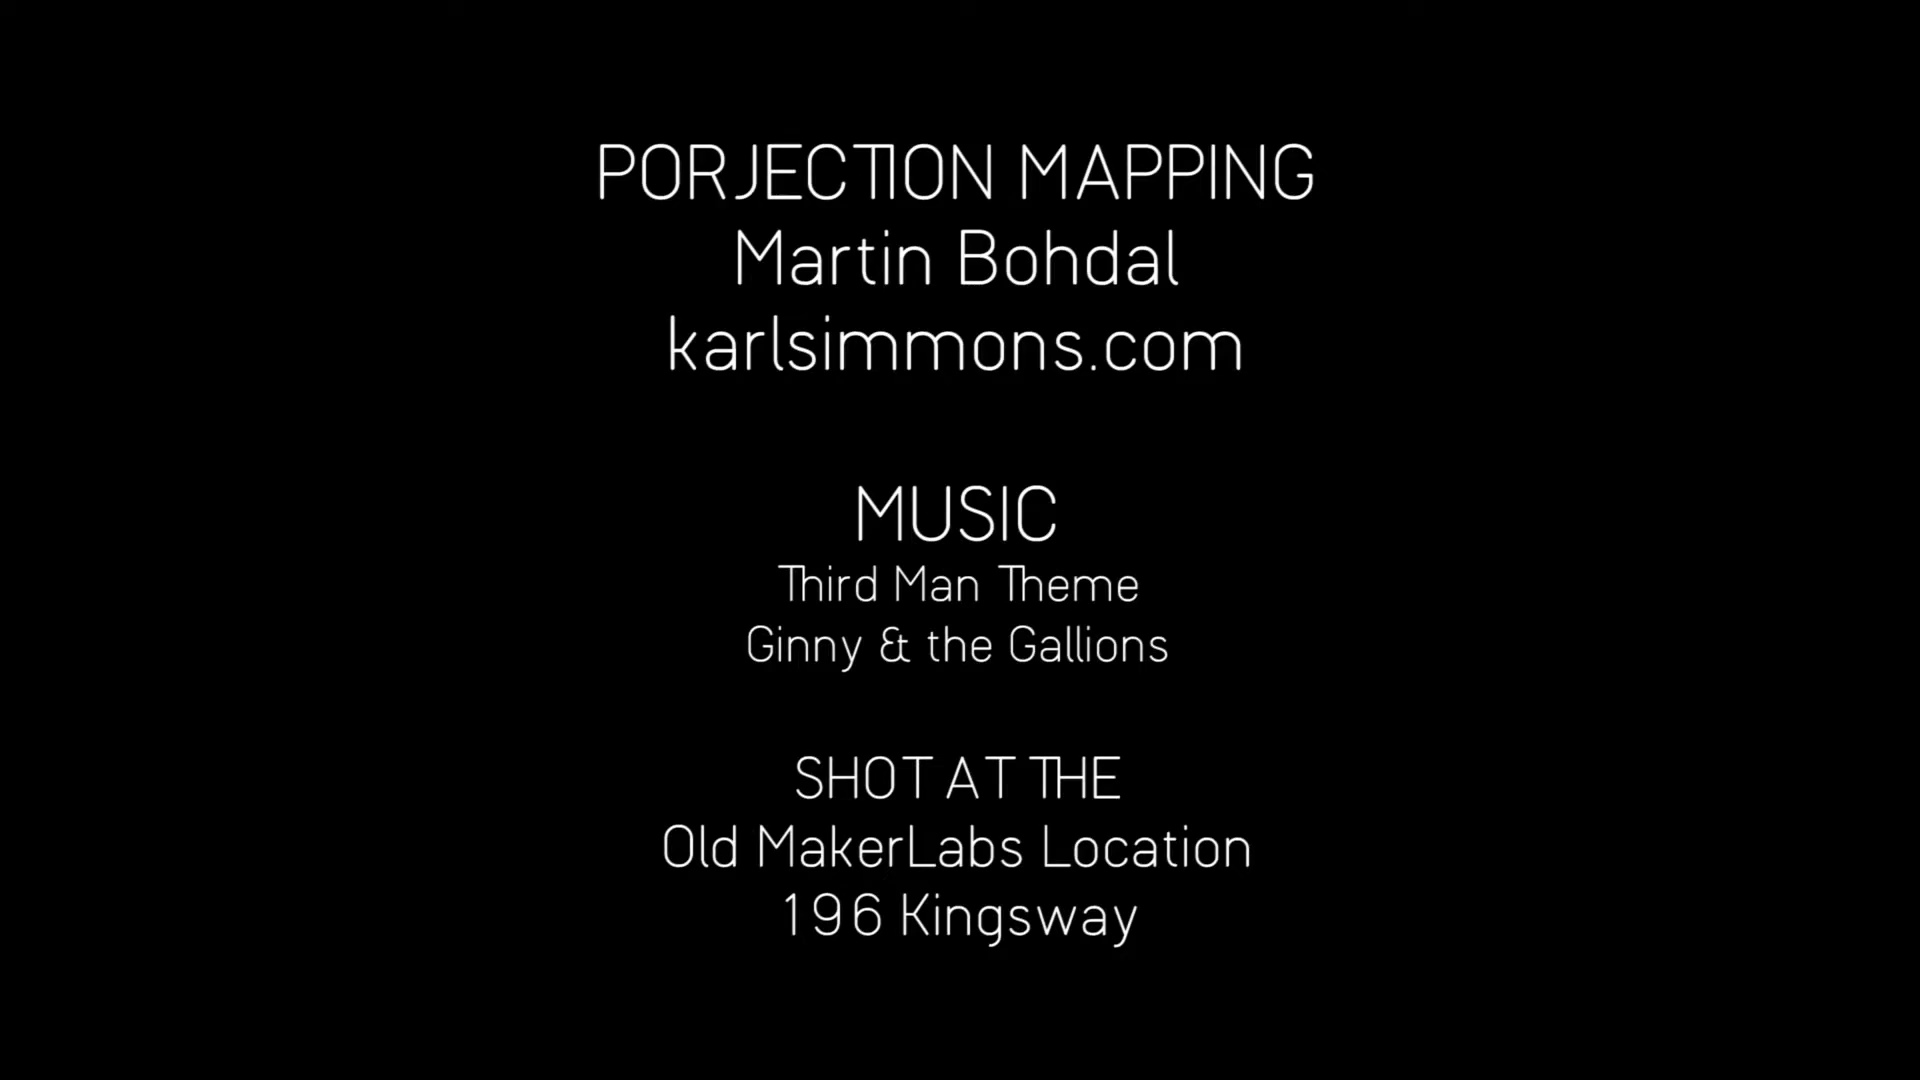 PORJECTION MAPPING
Martin Bohdal
karlsimmons.com
MUSIC
Third Man Theme
Ginny & the Gallions
SHOT AT THE
Old MakerLabs Location
196 Kingsway